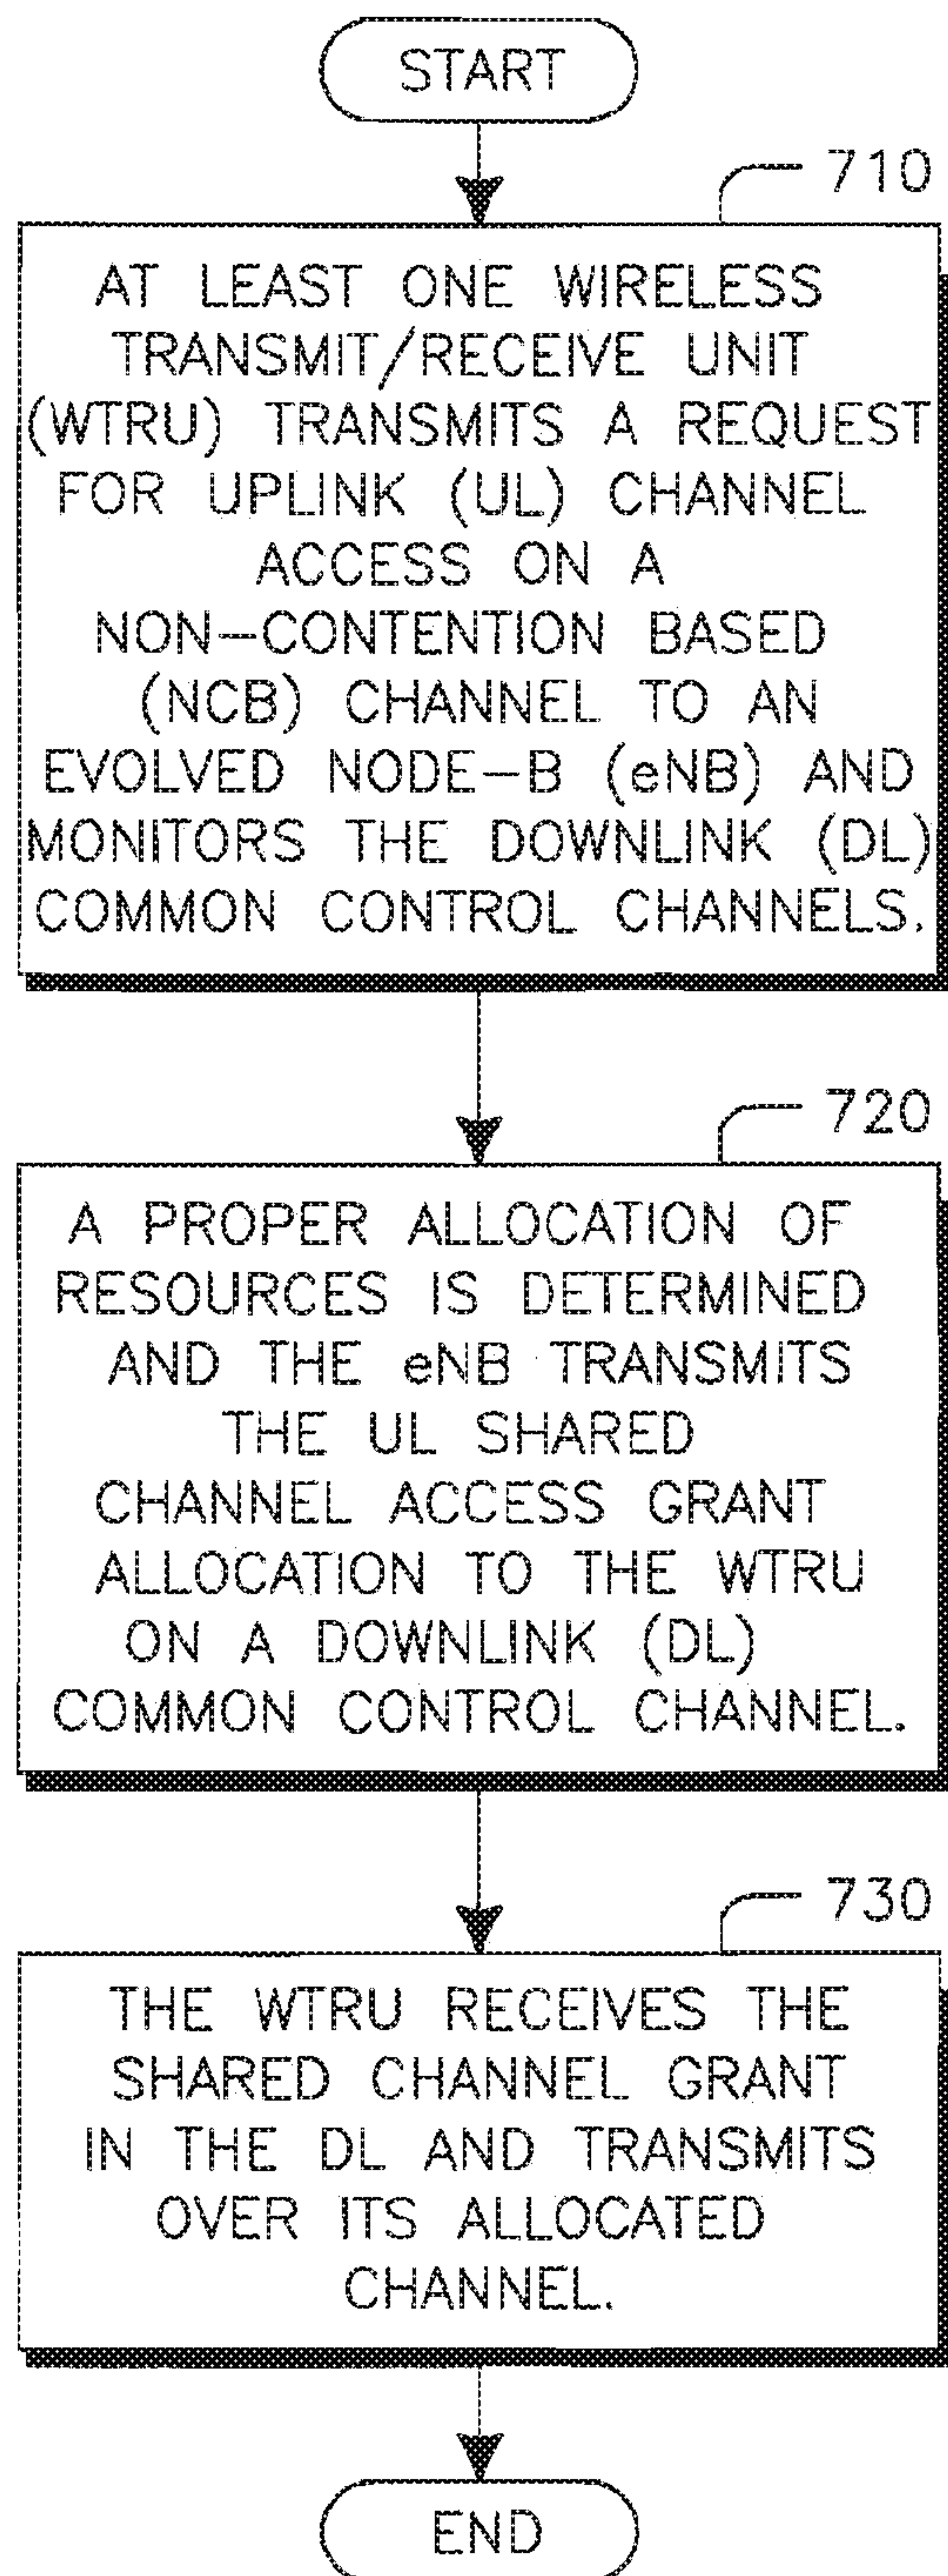 START
710
AT LEAST ONE WIRELESS
TRANSMIT/RECEIVE UNIT
(WTRU) TRANSMITS A REQUEST
FOR UPLINK (UL) CHANNEL
ACCESS ON A
NON-CONTENTION BASED
(NCB) CHANNEL TO AN
EVOLVED NODE-B (eNB) AND
MONITORS THE DOWNLINK (DL)
COMMON CONTROL CHANNELS.
720
A PROPER ALLOCATION OF
RESOURCES IS DETERMINED
AND THE eNB TRANSMITS
THE UL SHARED
CHANNEL ACCESS GRANT
ALLOCATION TO THE WTRU
ON A DOWNLINK (DL)
COMMON CONTROL CHANNEL.
730
THE WTRU RECEIVES THE
SHARED CHANNEL GRANT
IN THE DL AND TRANSMITS
OVER ITS ALLOCATED
CHANNEL.
END